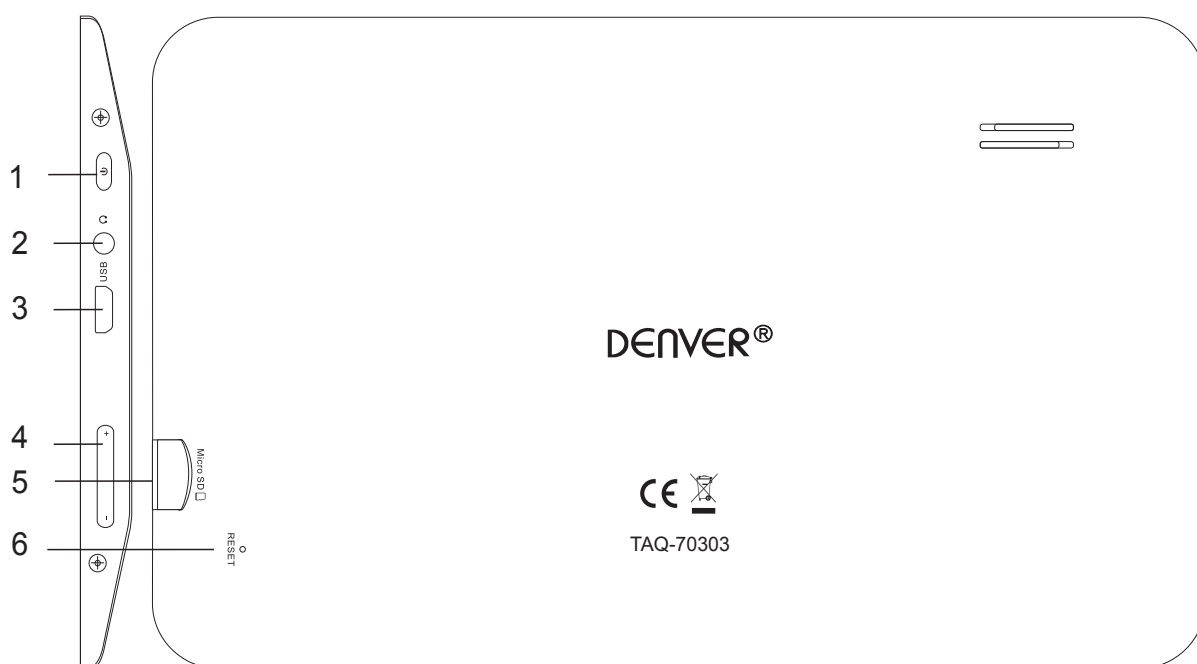 1
2
USB
3
4
+
-
5
Micro SD
6
RESET
DENVER®
CE
TAQ-70303